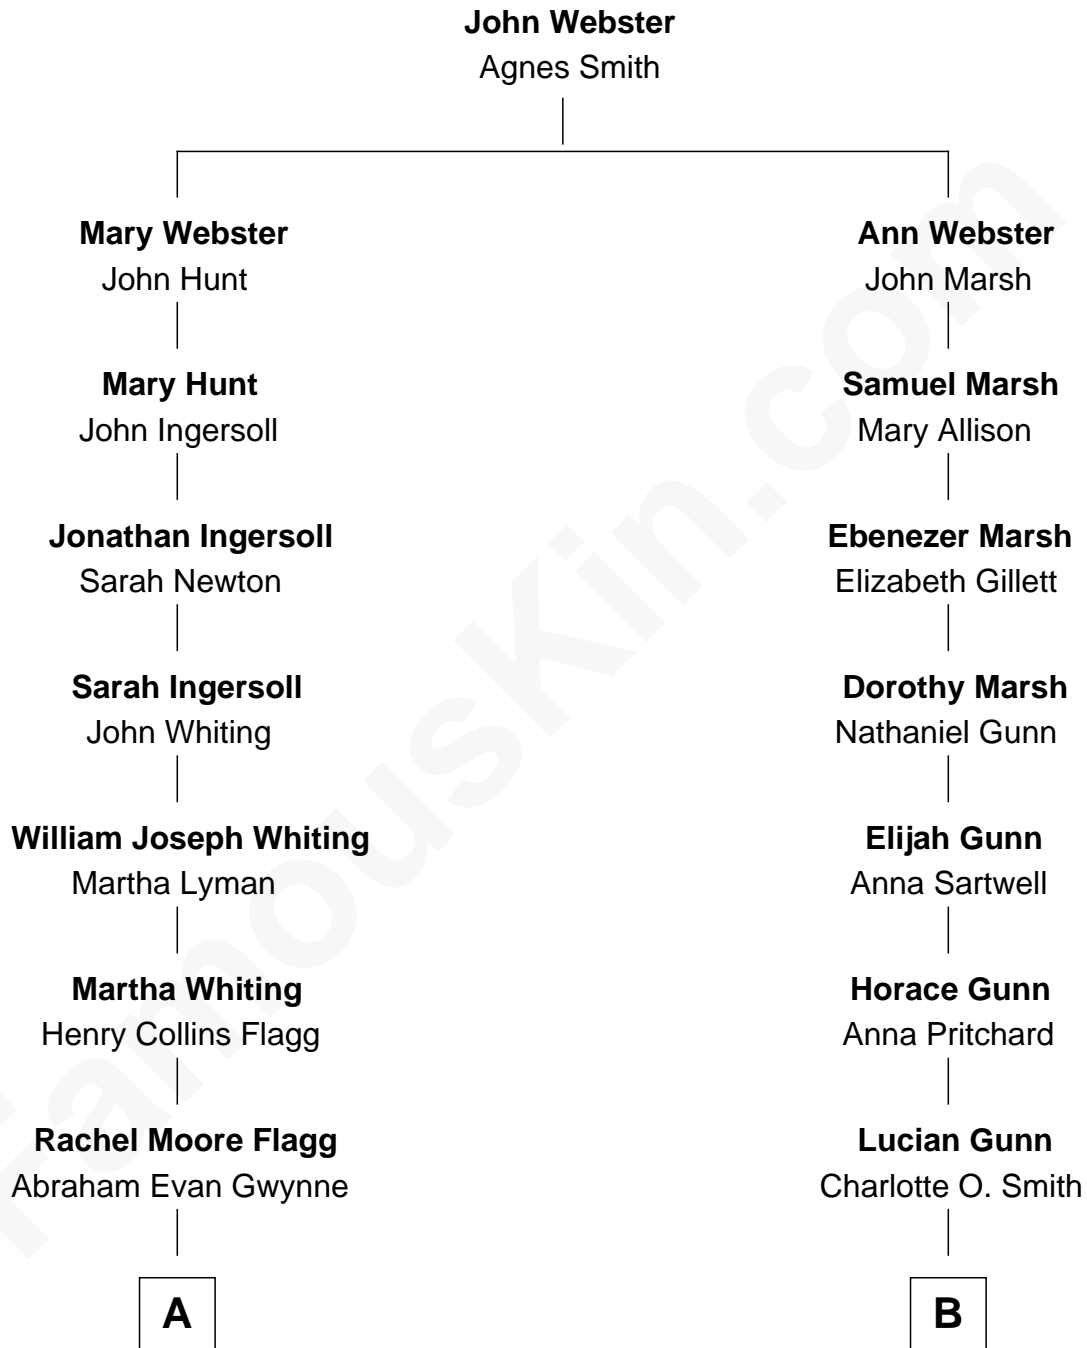 John Webster
Agnes Smith
Mary Webster
John Hunt
Ann Webster
John Marsh
Mary Hunt
John Ingersoll
Samuel Marsh
Mary Allison
Jonathan Ingersoll
Sarah Newton
Ebenezer Marsh
Elizabeth Gillett
Sarah Ingersoll
John Whiting
Dorothy Marsh
Nathaniel Gunn
William Joseph Whiting
Martha Lyman
Elijah Gunn
Anna Sartwell
Martha Whiting
Henry Collins Flagg
Horace Gunn
Anna Pritchard
Rachel Moore Flagg
Abraham Evan Gwynne
Lucian Gunn
Charlotte O. Smith
A
B
FamousKin.com